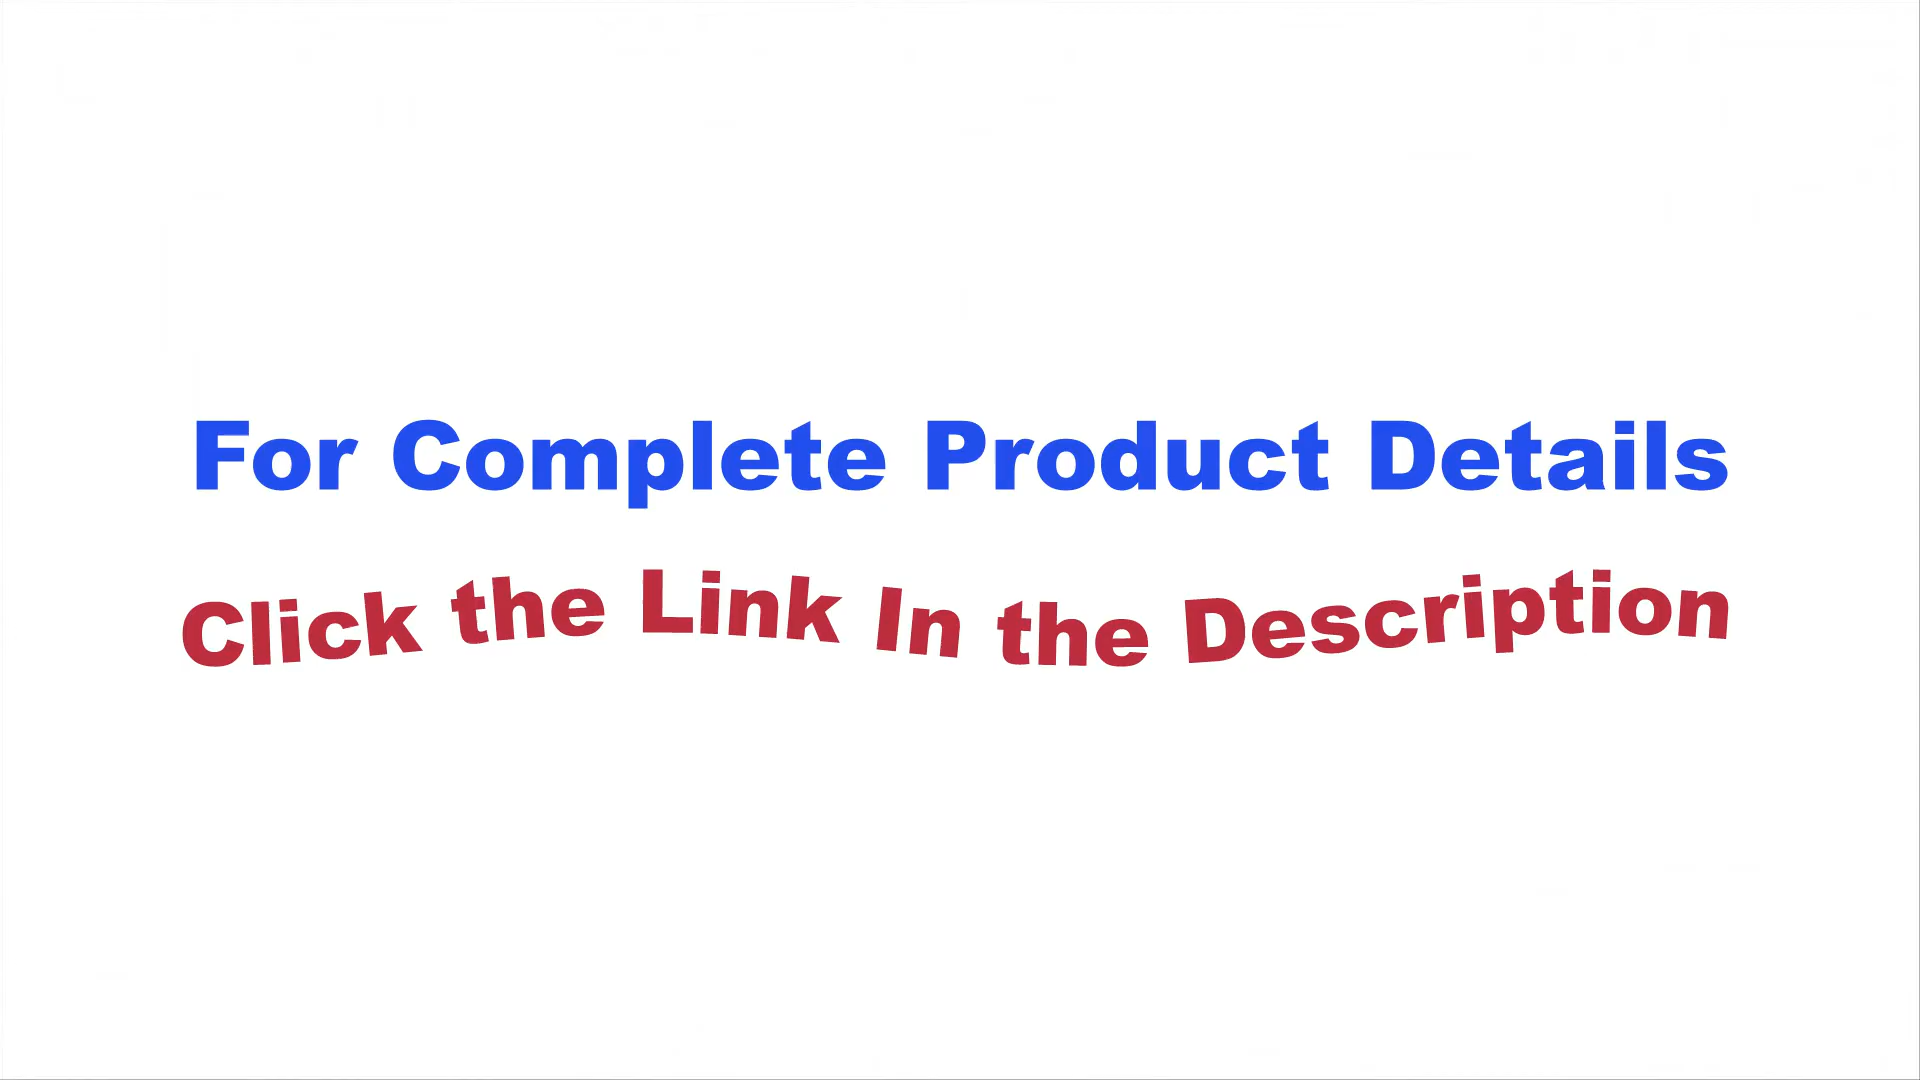 For Complete Product Details
Click the Link In the Description